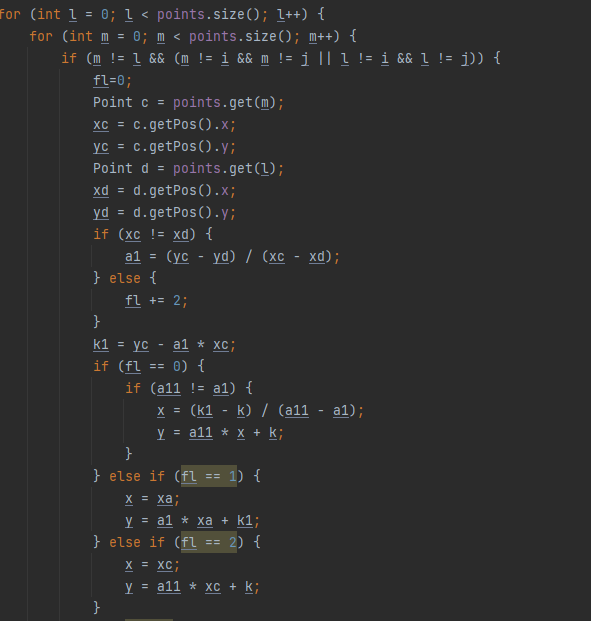 for (int l = 0; l < points.size(); l++) {
for (int m = 0; m < points.size(); m++) {
if (m != l && (m != i && m != j || l != i && l != j)) {
fl=0;
Point c = points.get(m);
xc = c.getPos().x;
yc = c.getPos().y;
Point d = points.get(l);
xd = d.getPos().x;
yd = d.getPos().y;
if (xc != xd) {
a1 = (yc - yd) / (xc - xd);
} else {
fl += 2;
}
k1 = yc - a1 * xc;
if (fl == 0) {
if (a11 != a1) {
x = (k1 - k) / (a11 - a1);
y = a11 * x + k;
}
} else if (fl == 1) {
x = xa;
y = a1 * xa + k1;
} else if (fl == 2) {
x = xc;
y = a11 * xc + k;
}